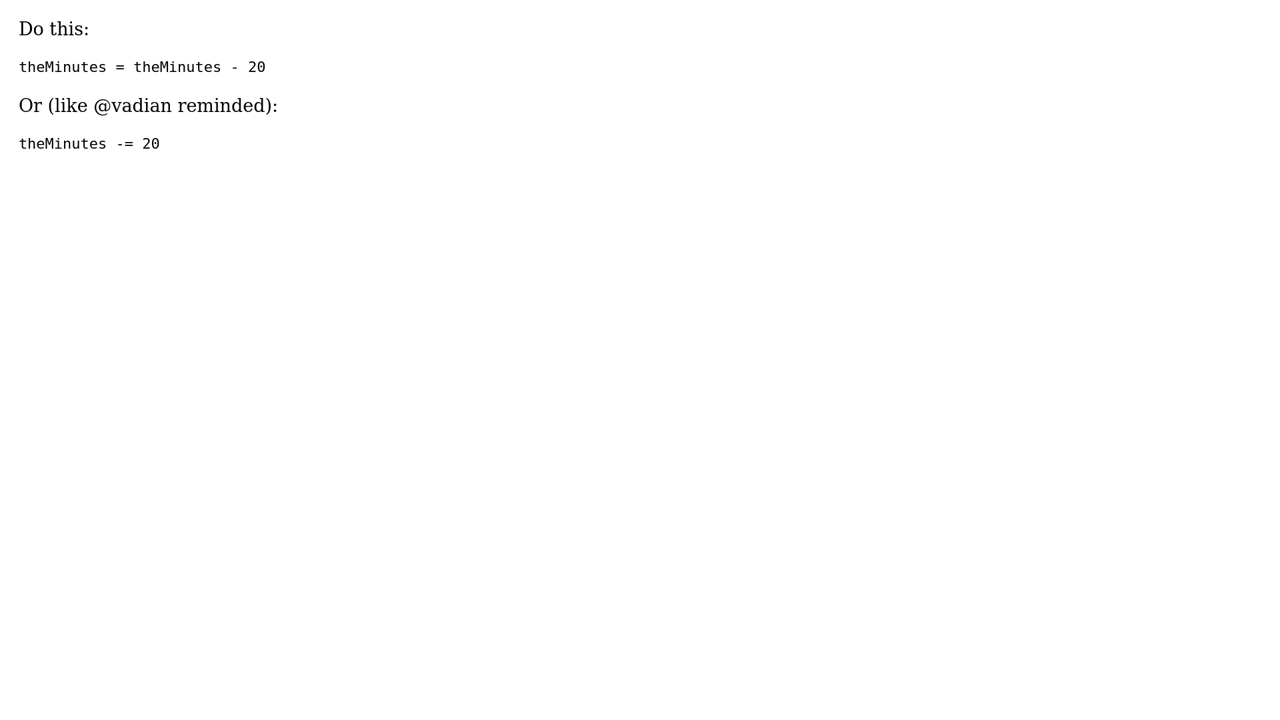 Do this:
theMinutes = theMinutes - 20
Or (like @vadian reminded):
theMinutes -= 20